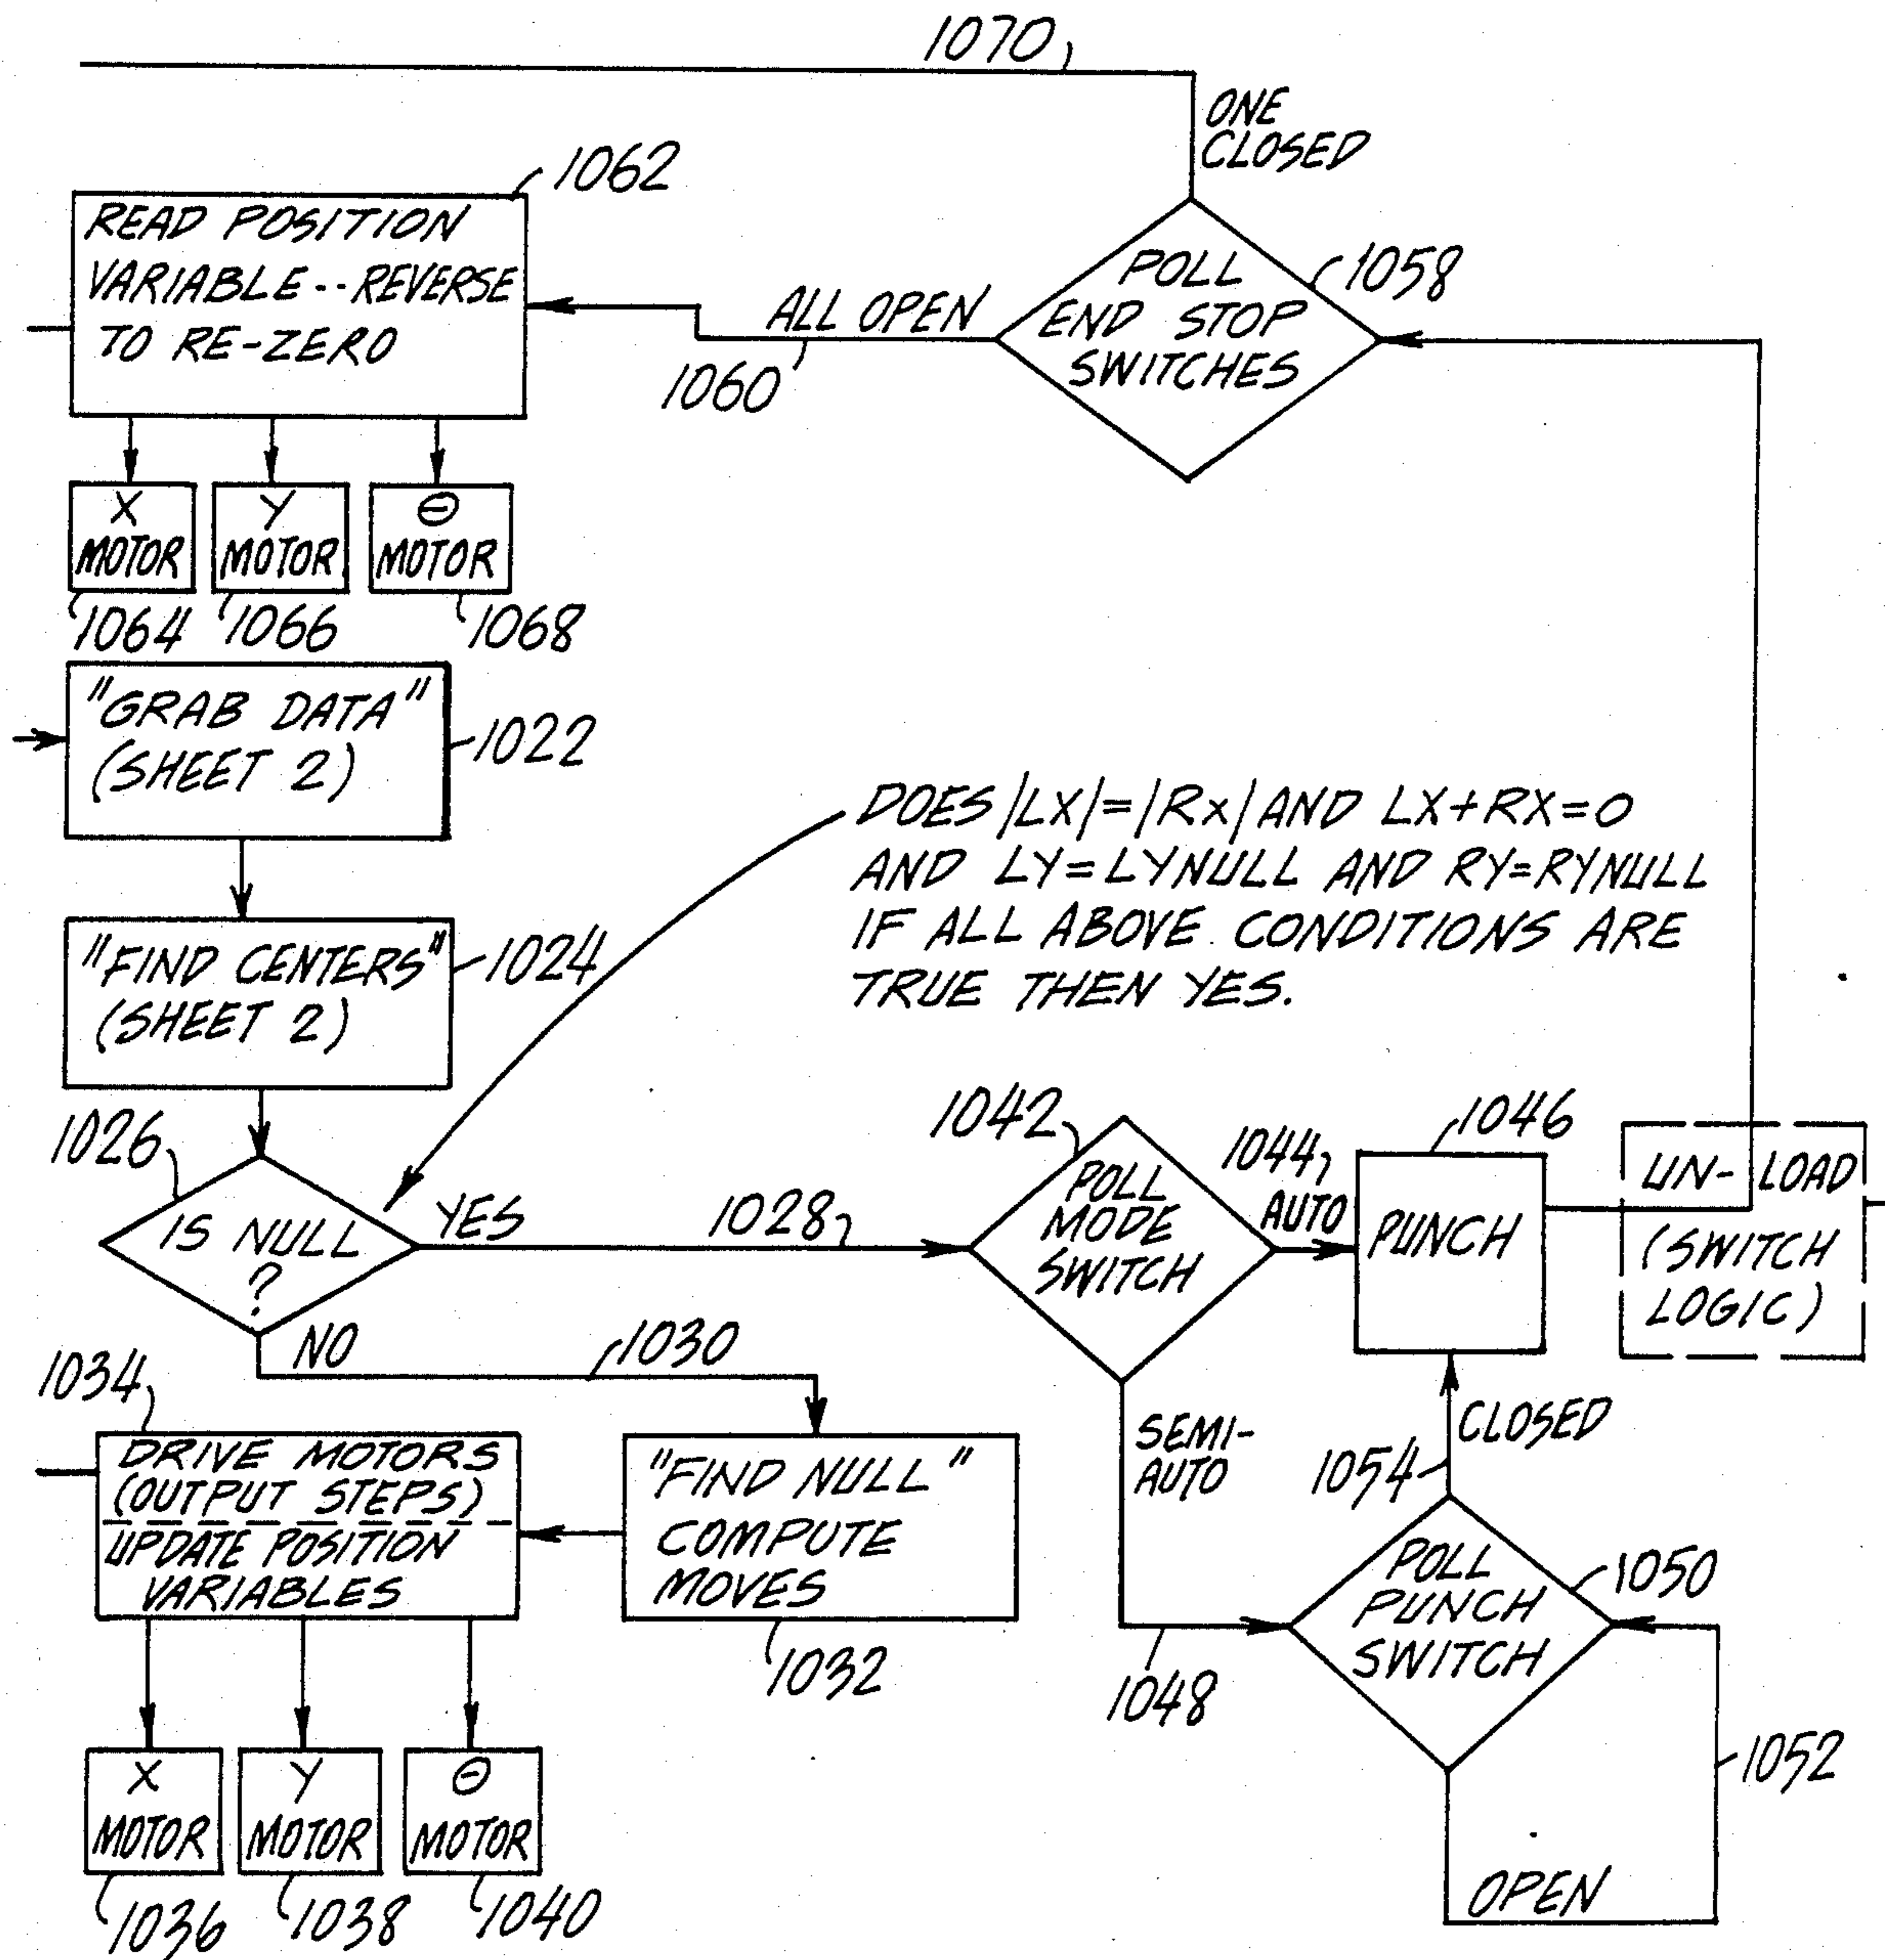 1070
ONE
CLOSED
1062
READ POSITION
VARIABLE--REVERSE
TO RE-ZERO
POLL
END STOP
SWITCHES
1058
ALL OPEN
1060
X
MOTOR
Y
MOTOR
Θ
MOTOR
1064
1066
1068
"GRAB DATA"
(SHEET 2)
1022
DOES |LX|=|RX| AND LX+RX=0
AND LY=LYNULL AND RY=RYNULL
IF ALL ABOVE CONDITIONS ARE
TRUE THEN YES.
"FIND CENTERS"
(SHEET 2)
1024
1026
IS NULL
?
YES
1028
1042
POLL
MODE
SWITCH
1044
AUTO
1046
PUNCH
UN-LOAD
(SWITCH
LOGIC)
NO
1030
1034
DRIVE MOTORS
(OUTPUT STEPS)
UPDATE POSITION
VARIABLES
"FIND NULL"
COMPUTE
MOVES
1032
SEMI-
AUTO
1048
CLOSED
1054
POLL
PUNCH
SWITCH
1050
1052
OPEN
X
MOTOR
Y
MOTOR
Θ
MOTOR
1036
1038
1040